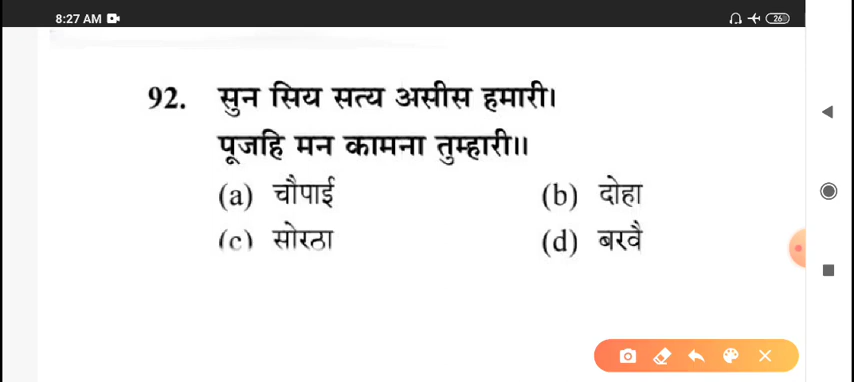 8:27 AM
26
92. सुन सिय सत्य असीस हमारी।
पूजहि मन कामना तुम्हारी॥
(a) चौपाई (b) दोहा
(c) सोरठा (d) बरवै